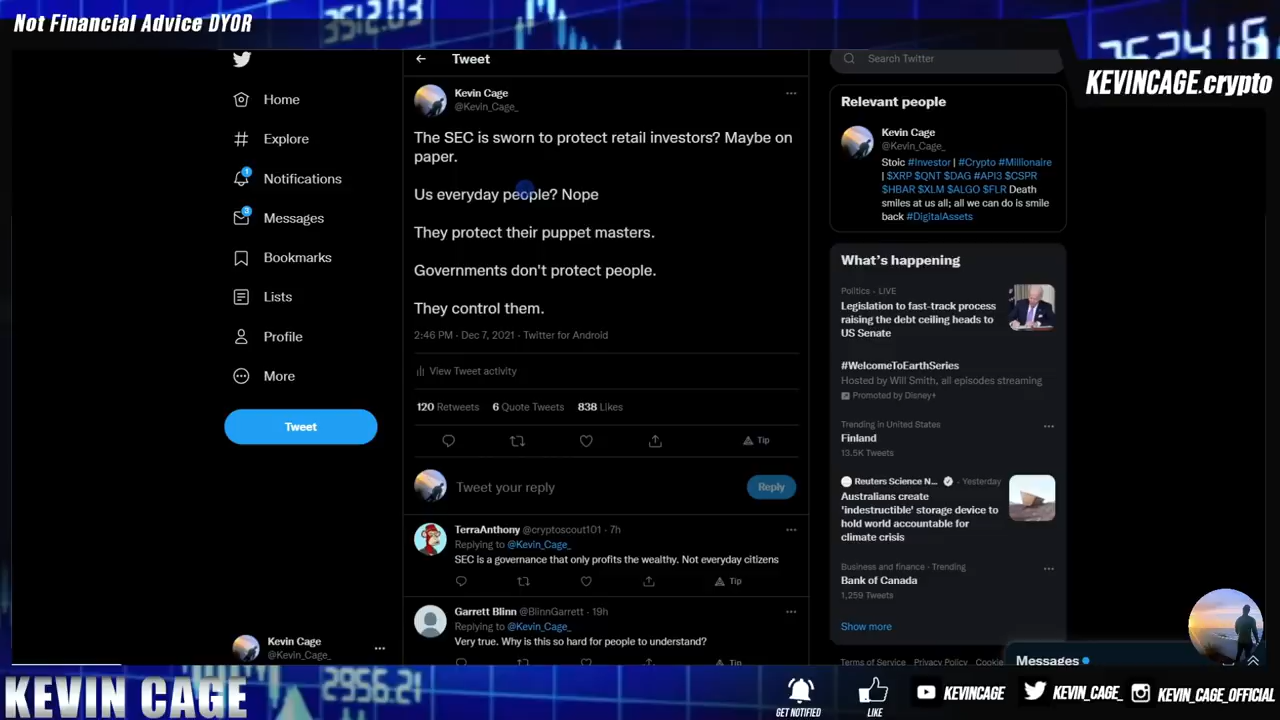 Not Financial Advice DYOR
3512.03
3524.16
KEVINCAGE.crypto
Home
Explore
1
Notifications
3
Messages
Bookmarks
Lists
Profile
More
Tweet
Kevin Cage
@Kevin_Cage_
Tweet
Kevin Cage
@Kevin_Cage_
The SEC is sworn to protect retail investors? Maybe on
paper.
Us everyday people? Nope
They protect their puppet masters.
Governments don't protect people.
They control them.
2:46 PM · Dec 7, 2021 · Twitter for Android
View Tweet activity
120 Retweets 6 Quote Tweets 838 Likes
Tip
Tweet your reply
Reply
TerraAnthony @cryptoscout101 · 7h
Replying to @Kevin_Cage_
SEC is a governance that only profits the wealthy. Not everyday citizens
Tip
Garrett Blinn @BlinnGarrett · 19h
Replying to @Kevin_Cage_
Very true. Why is this so hard for people to understand?
Tip
Search Twitter
Relevant people
Kevin Cage
@Kevin_Cage_
Stoic #Investor | #Crypto #Millionaire
| $XRP $QNT $DAG #API3 $CSPR
$HBAR $XLM $ALGO $FLR Death
smiles at us all; all we can do is smile
back #DigitalAssets
What's happening
Politics · LIVE
Legislation to fast-track process
raising the debt ceiling heads to
US Senate
#WelcomeToEarthSeries
Hosted by Will Smith, all episodes streaming
Promoted by Disney+
Trending in United States
Finland
13.5K Tweets
Reuters Science N... · Yesterday
Australians create
'indestructible' storage device to
hold world accountable for
climate crisis
Business and finance · Trending
Bank of Canada
1,259 Tweets
Show more
Terms of Service Privacy Policy Cookie
Messages
KEVIN CAGE
2956.21
GET NOTIFIED
LIKE
KEVINCAGE
KEVIN_CAGE_
KEVIN_CAGE_OFFICIAL